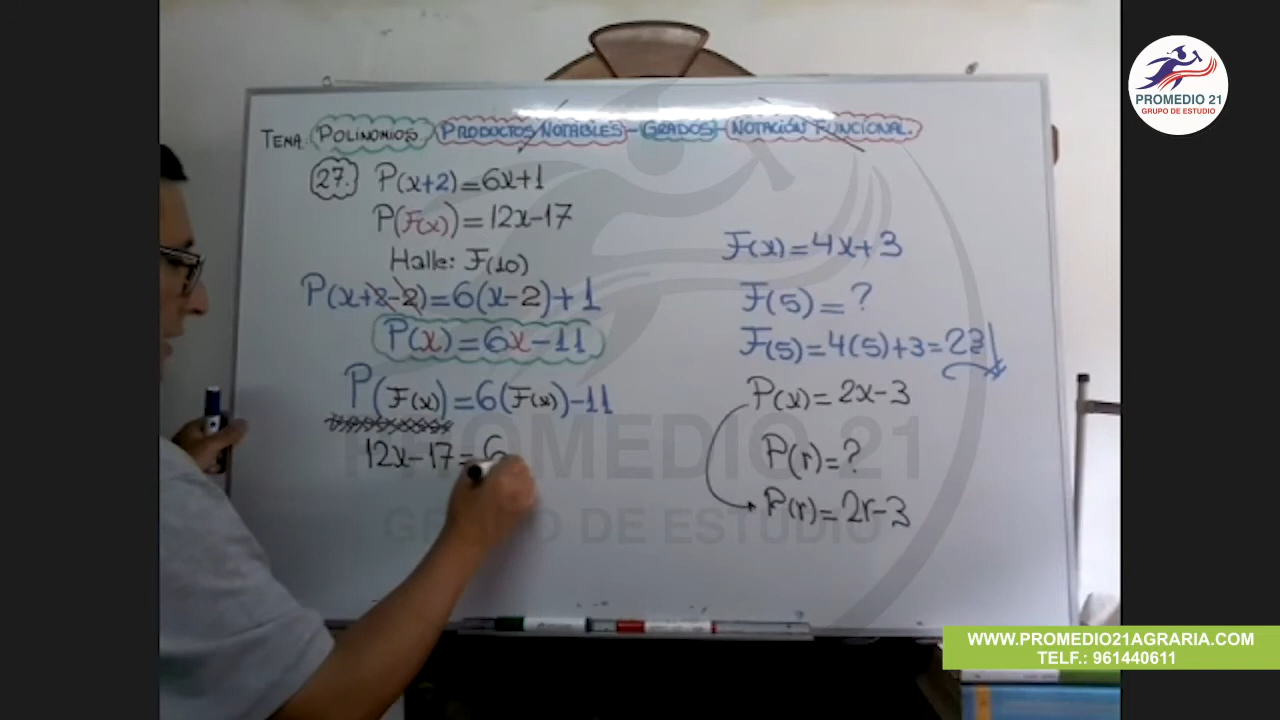 TEMA: POLINOMIOS. PRODUCTOS NOTABLES - GRADOS - NOTACIÓN FUNCIONAL.
27. P(x+2)=6x+1
P(F(x))=12x-17
Halle: F(10)
P(x+2-2)=6(x-2)+1
P(x)=6x-11
P(F(x))=6(F(x))-11
12x-17=6
F(x)=4x+3
F(5)=?
F(5)=4(5)+3=23
P(x)=2x-3
P(r)=?
P(r)=2r-3
PROMEDIO 21
GRUPO DE ESTUDIO
PROMEDIO 21
GRUPO DE ESTUDIO
WWW.PROMEDIO21AGRARIA.COM
TELF.: 961440611